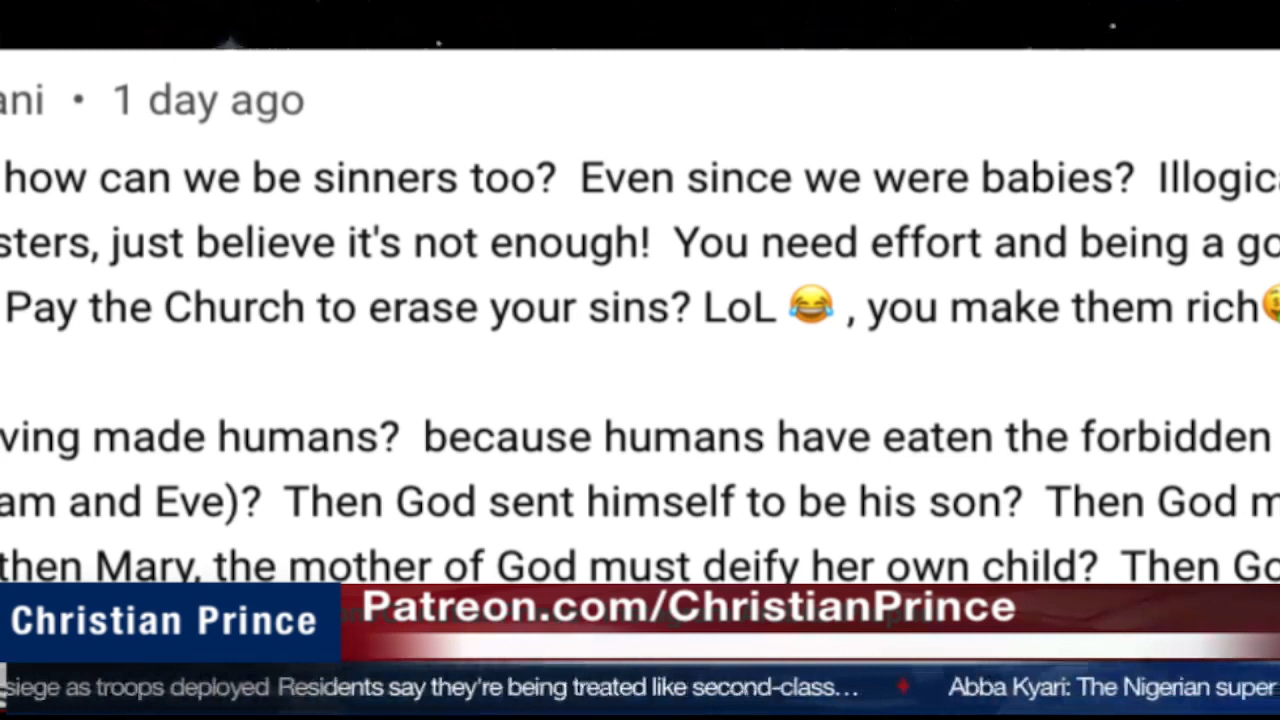 ani • 1 day ago
how can we be sinners too? Even since we were babies? Illogica
sters, just believe it's not enough! You need effort and being a go
Pay the Church to erase your sins? LoL 😂 , you make them rich🤑
ving made humans? because humans have eaten the forbidden
am and Eve)? Then God sent himself to be his son? Then God m
then Mary, the mother of God must deify her own child? Then Go
Christian Prince
Patreon.com/ChristianPrince
siege as troops deployed Residents say they're being treated like second-class... ♦ Abba Kyari: The Nigerian super